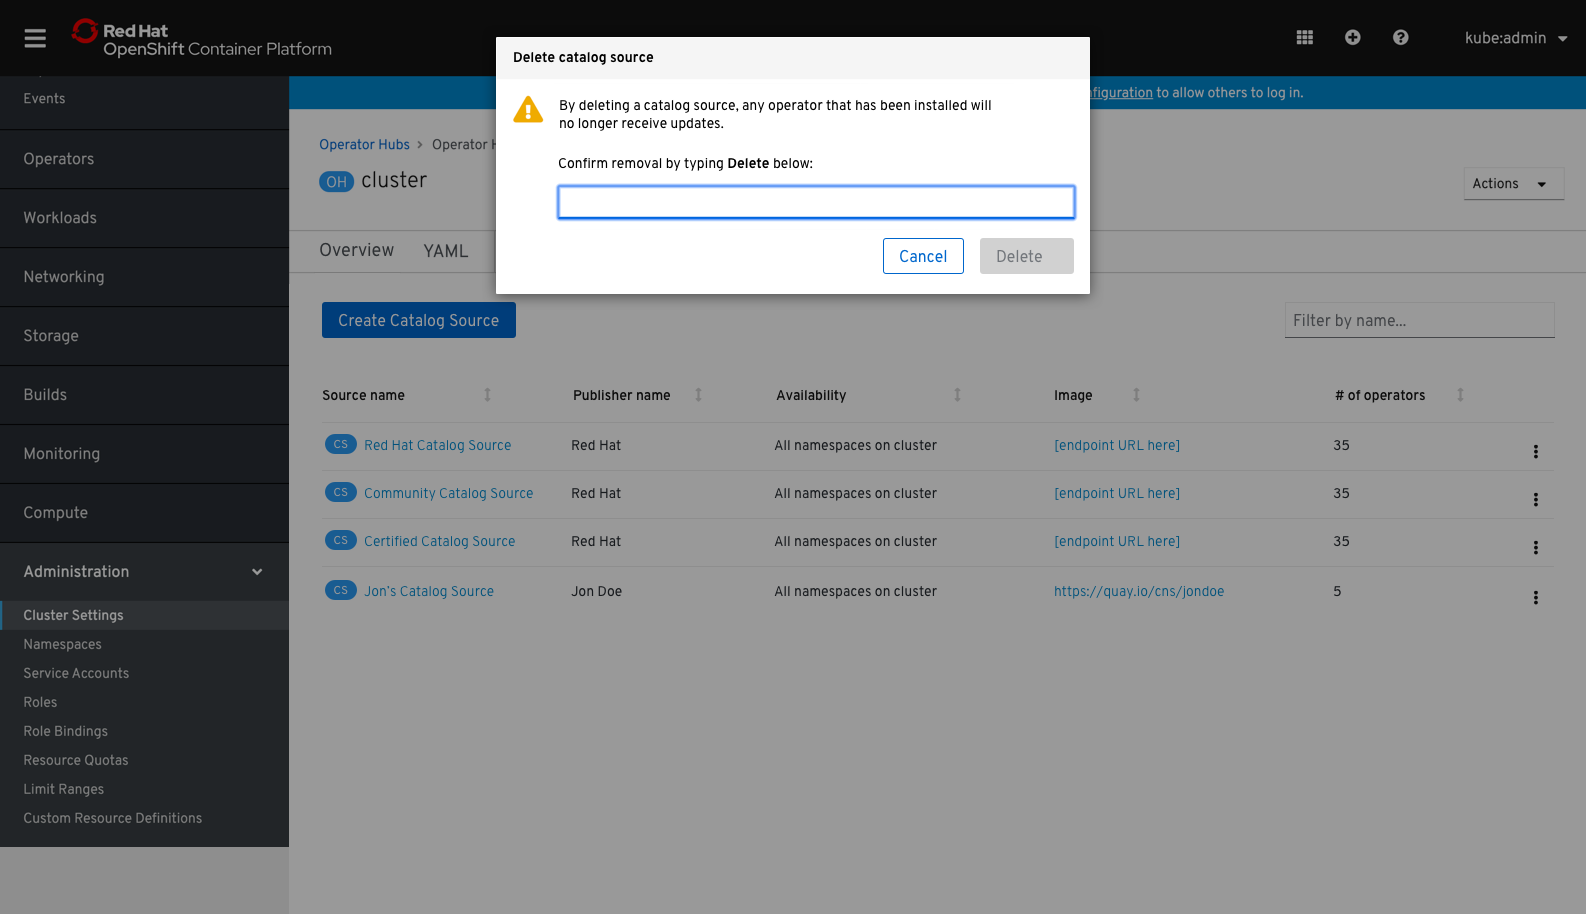 Red Hat
OpenShift Container Platform
kube:admin
Delete catalog source
By deleting a catalog source, any operator that has been installed will
no longer receive updates.
Confirm removal by typing Delete below:
Cancel
Delete
to allow others to log in.
Events
Operators
Workloads
Networking
Storage
Builds
Monitoring
Compute
Administration
Cluster Settings
Namespaces
Service Accounts
Roles
Role Bindings
Resource Quotas
Limit Ranges
Custom Resource Definitions
Operator Hubs > Operator
OH cluster
Actions
Overview YAML
Create Catalog Source
Filter by name...
Source name Publisher name Availability Image # of operators
CS Red Hat Catalog Source Red Hat All namespaces on cluster [endpoint URL here] 35
CS Community Catalog Source Red Hat All namespaces on cluster [endpoint URL here] 35
CS Certified Catalog Source Red Hat All namespaces on cluster [endpoint URL here] 35
CS Jon's Catalog Source Jon Doe All namespaces on cluster https://quay.io/cns/jondoe 5